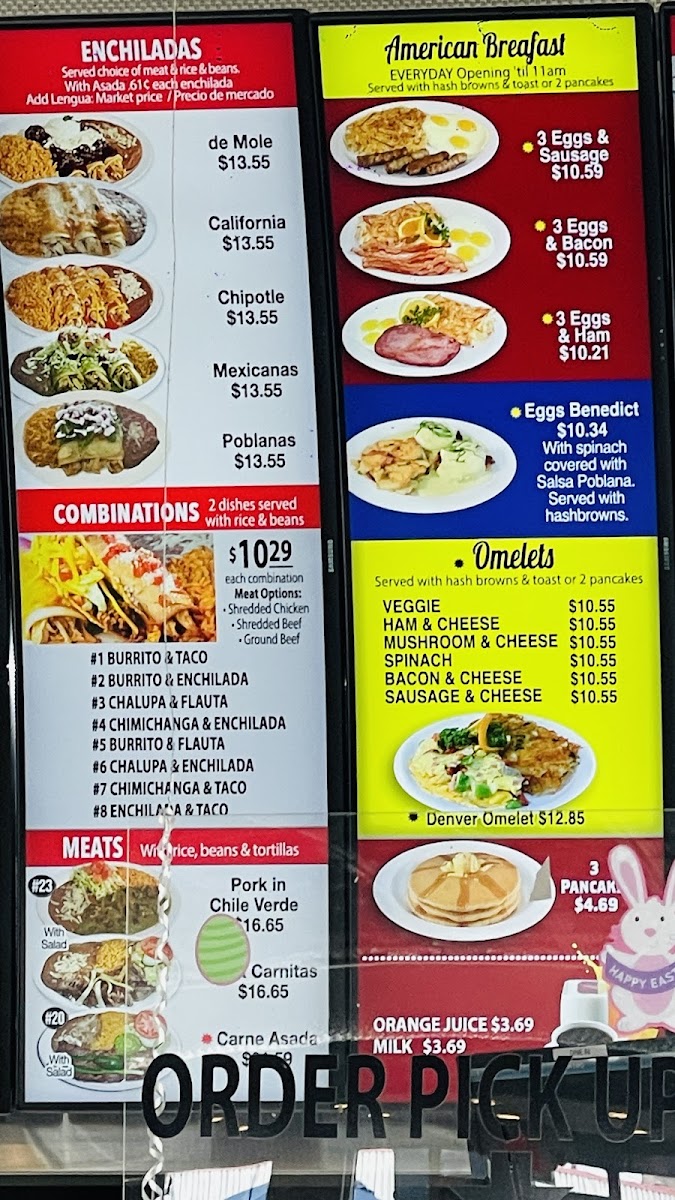 ENCHILADAS
Served choice of meat & rice & beans.
With Asada .61¢ each enchilada
Add Lengua: Market price / Precio de mercado
de Mole
$13.55
California
$13.55
Chipotle
$13.55
Mexicanas
$13.55
Poblanas
$13.55
COMBINATIONS 2 dishes served
with rice & beans
$10.29
each combination
Meat Options:
• Shredded Chicken
• Shredded Beef
• Ground Beef
#1 BURRITO & TACO
#2 BURRITO & ENCHILADA
#3 CHALUPA & FLAUTA
#4 CHIMICHANGA & ENCHILADA
#5 BURRITO & FLAUTA
#6 CHALUPA & ENCHILADA
#7 CHIMICHANGA & TACO
#8 ENCHILADA & TACO
MEATS With rice, beans & tortillas
#23
With
Salad
Pork in
Chile Verde
$16.65
Carnitas
$16.65
#20
With
Salad
Carne Asada
SAMSUNG
American Breafast
EVERYDAY Opening 'til 11am
Served with hash browns & toast or 2 pancakes
3 Eggs &
Sausage
$10.59
3 Eggs
& Bacon
$10.59
3 Eggs
& Ham
$10.21
Eggs Benedict
$10.34
With spinach
covered with
Salsa Poblana.
Served with
hashbrowns.
Omelets
Served with hash browns & toast or 2 pancakes
VEGGIE $10.55
HAM & CHEESE $10.55
MUSHROOM & CHEESE $10.55
SPINACH $10.55
BACON & CHEESE $10.55
SAUSAGE & CHEESE $10.55
Denver Omelet $12.85
3
PANCAK
$4.69
HAPPY EAS
ORANGE JUICE $3.69
MILK $3.69
ORDER PICK UP